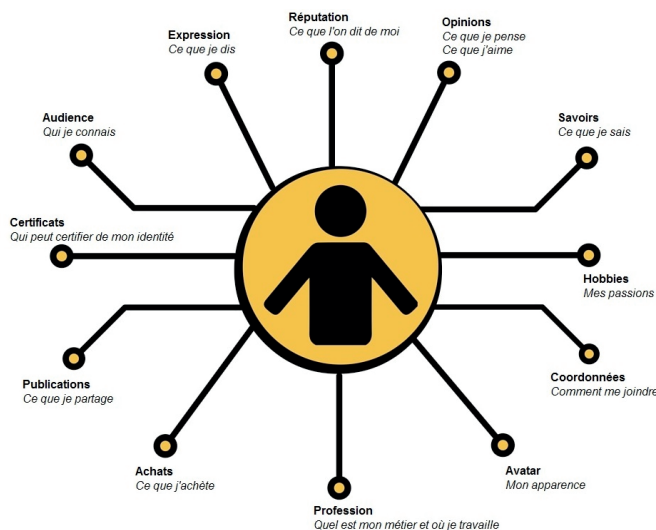 Réputation
Ce que l'on dit de moi
Opinions
Ce que je pense
Ce que j'aime
Expression
Ce que je dis
Audience
Qui je connais
Savoirs
Ce que je sais
Certificats
Qui peut certifier de mon identité
Hobbies
Mes passions
Publications
Ce que je partage
Coordonnées
Comment me joindre
Achats
Ce que j'achète
Avatar
Mon apparence
Profession
Quel est mon métier et où je travaille